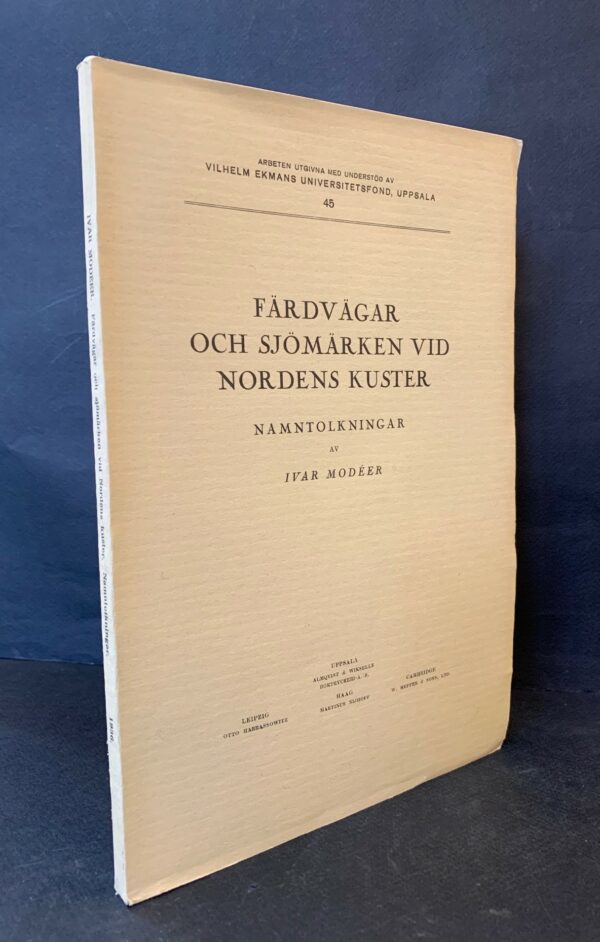 ARBETEN UTGIVNA MED UNDERSTÖD AV
VILHELM EKMANS UNIVERSITETSFOND, UPPSALA
45
FÄRDVÄGAR
OCH SJÖMÄRKEN VID
NORDENS KUSTER
NAMNTOLKNINGAR
AV
IVAR MODÉER
UPPSALA
ALMQVIST & WIKSELLS
BOKTRYCKERI-A.-B.
LEIPZIG
OTTO HARRASSOWITZ
HAAG
MARTINUS NIJHOFF
CAMBRIDGE
W. HEFFER & SONS, LTD.
IVAR MODÉER. Färdvägar och sjömärken vid Nordens kuster. Namntolkningar. 1936